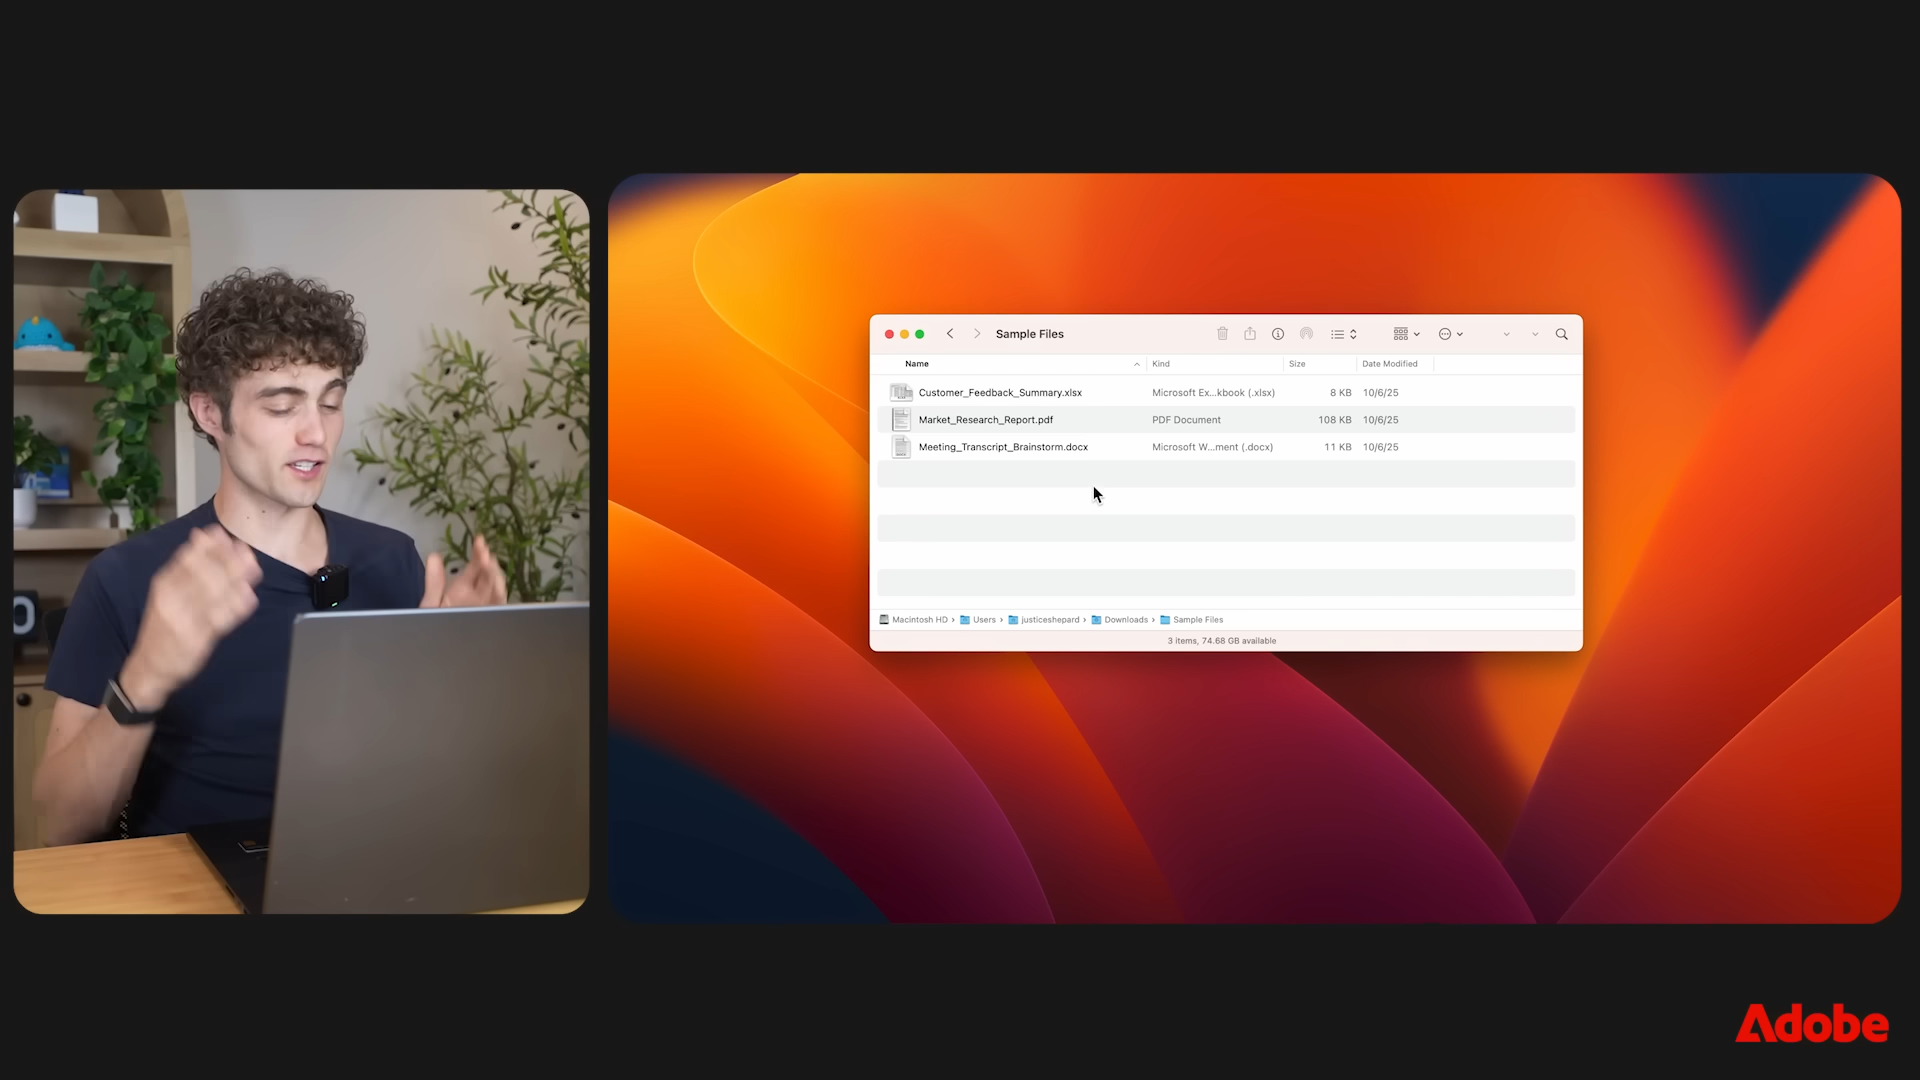 Sample Files
Name Kind Size Date Modified
Customer_Feedback_Summary.xlsx Microsoft Ex...kbook (.xlsx) 8 KB 10/6/25
Market_Research_Report.pdf PDF Document 108 KB 10/6/25
Meeting_Transcript_Brainstorm.docx Microsoft W...ment (.docx) 11 KB 10/6/25
Macintosh HD › Users › justiceshepard › Downloads › Sample Files
3 items, 74.68 GB available
Adobe